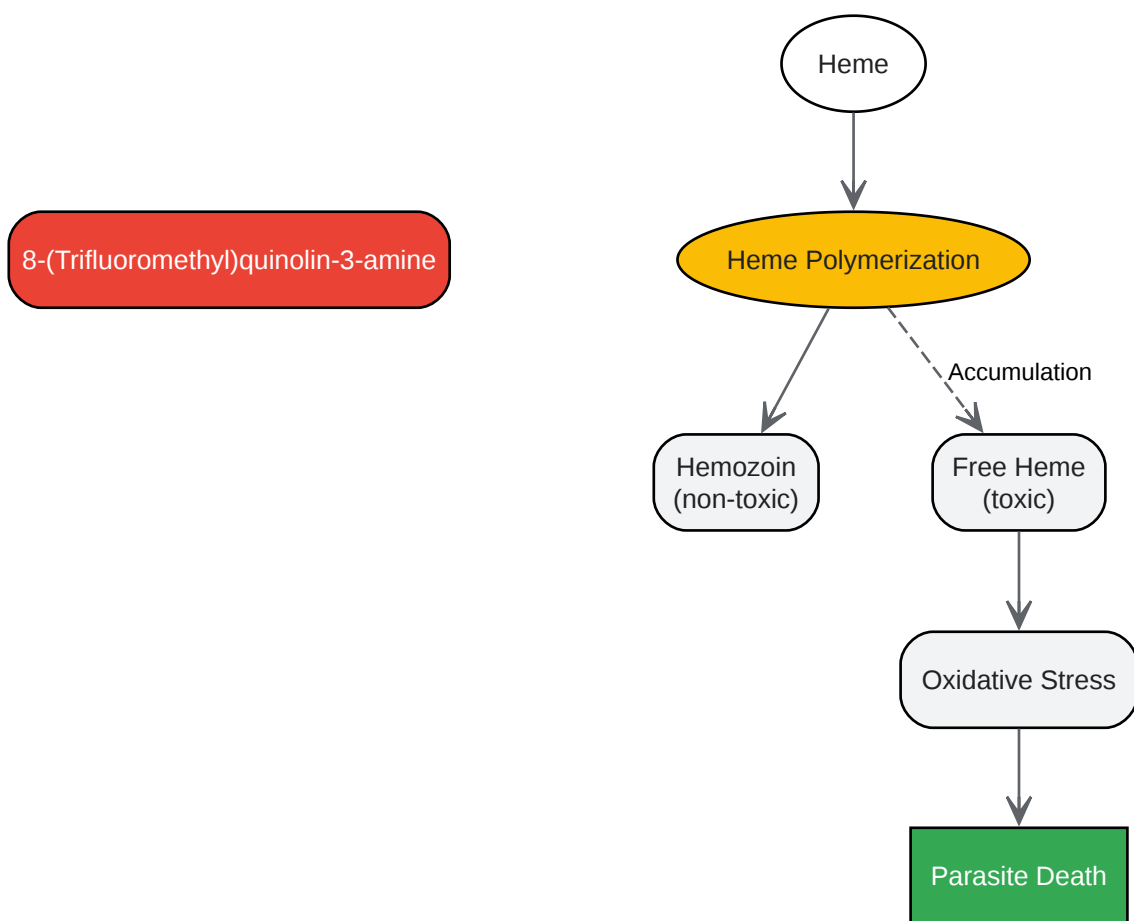 Heme
8-(Trifluoromethyl)quinolin-3-amine
Heme Polymerization
Accumulation
Hemozoin
(non-toxic)
Free Heme
(toxic)
Oxidative Stress
Parasite Death